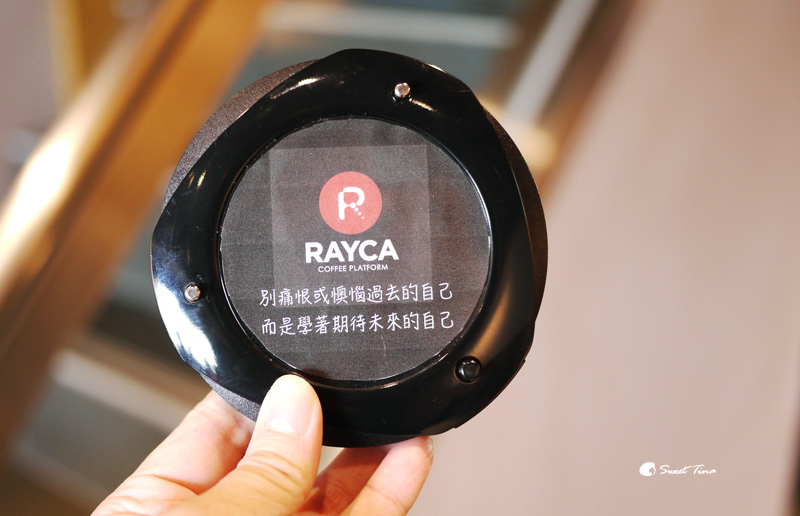 R
RAYCA
COFFEE PLATFORM
別痛恨或懊惱過去的自己
而是學著期待未來的自己
Sweet Tina